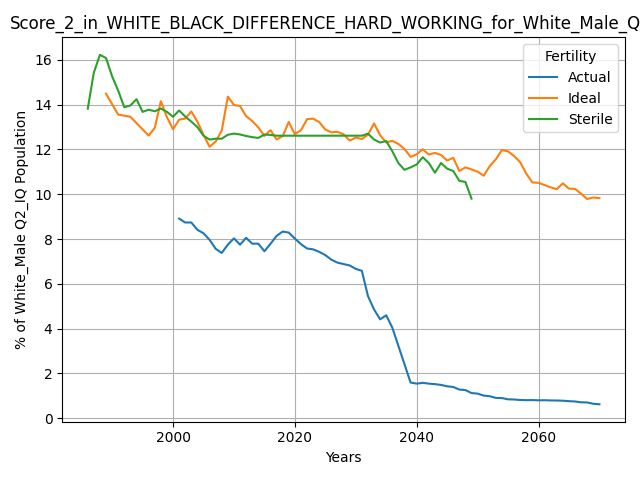 Score_2_in_WHITE_BLACK_DIFFERENCE_HARD_WORKING_for_White_Male_Q
Fertility
Actual
Ideal
Sterile
% of White_Male Q2_IQ Population
16
14
12
10
8
6
4
2
0
2000 2020 2040 2060
Years